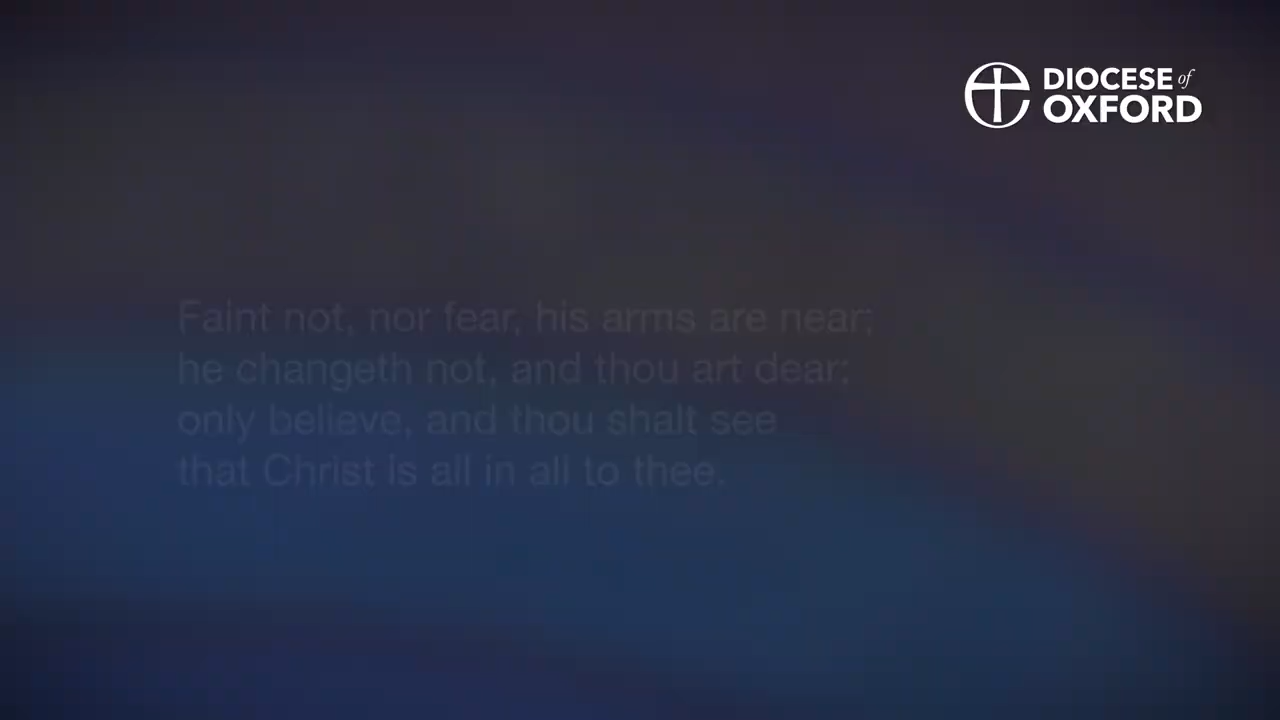 DIOCESE of
OXFORD
Faint not, nor fear, his arms are near;
he changeth not, and thou art dear;
only believe, and thou shalt see
that Christ is all in all to thee.